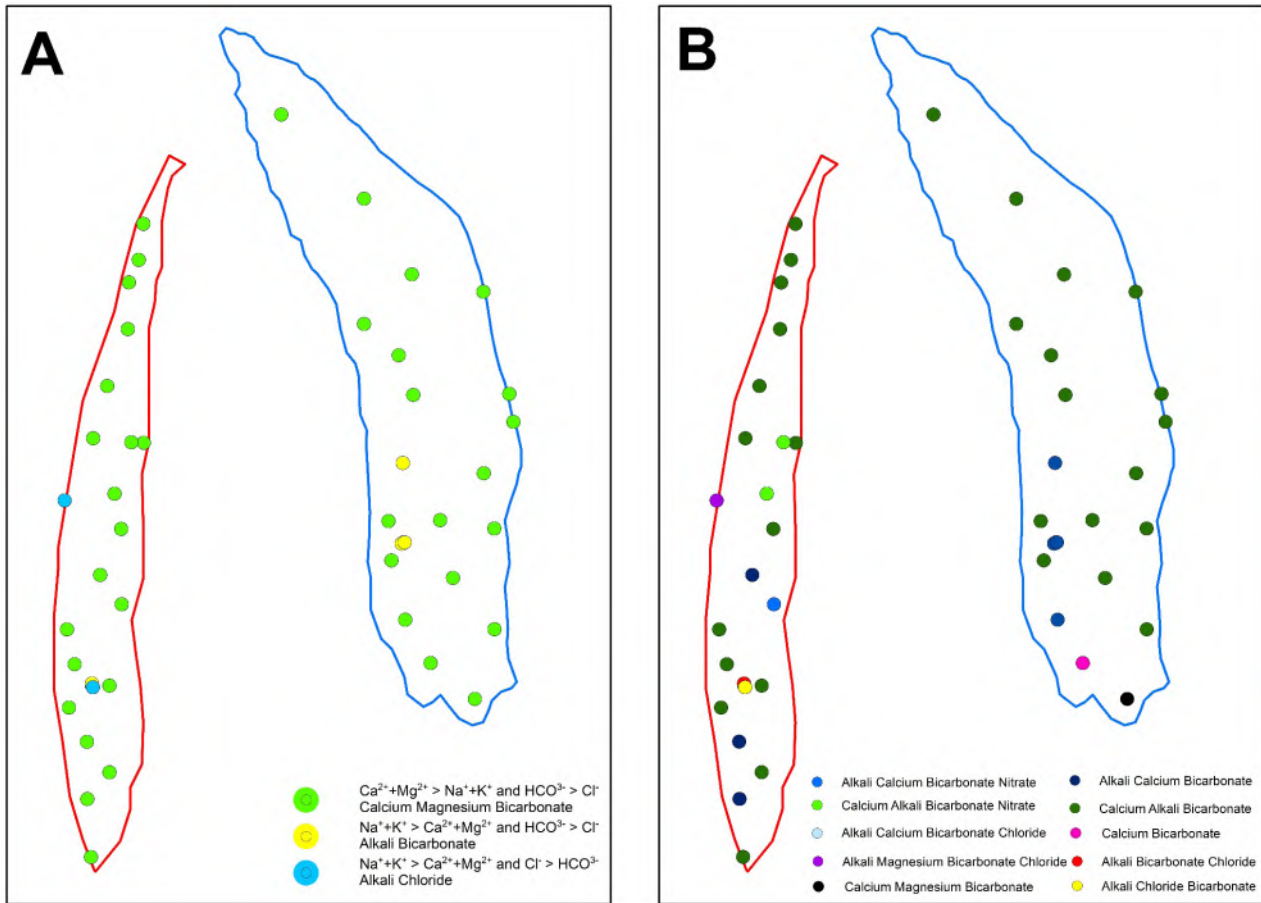 A
B
Ca²⁺+Mg²⁺ > Na⁺+K⁺ and HCO³⁻ > Cl⁻
Calcium Magnesium Bicarbonate
Na⁺+K⁺ > Ca²⁺+Mg²⁺ and HCO³⁻ > Cl⁻
Alkali Bicarbonate
Na⁺+K⁺ > Ca²⁺+Mg²⁺ and Cl⁻ > HCO³⁻
Alkali Chloride
Alkali Calcium Bicarbonate Nitrate
Calcium Alkali Bicarbonate Nitrate
Alkali Calcium Bicarbonate Chloride
Alkali Magnesium Bicarbonate Chloride
Calcium Magnesium Bicarbonate
Alkali Calcium Bicarbonate
Calcium Alkali Bicarbonate
Calcium Bicarbonate
Alkali Bicarbonate Chloride
Alkali Chloride Bicarbonate